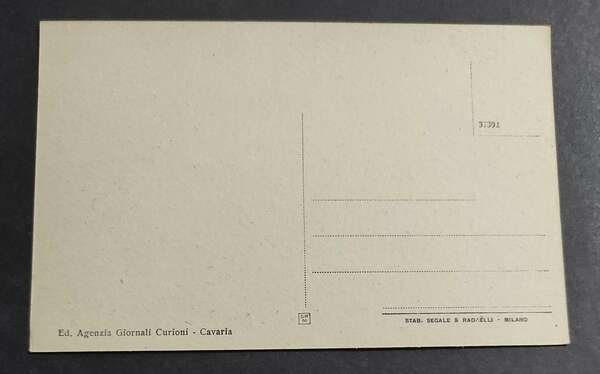 37391
Ed. Agenzia Giornali Curioni - Cavaria
STAB. SEGALE & RADAELLI - MILANO